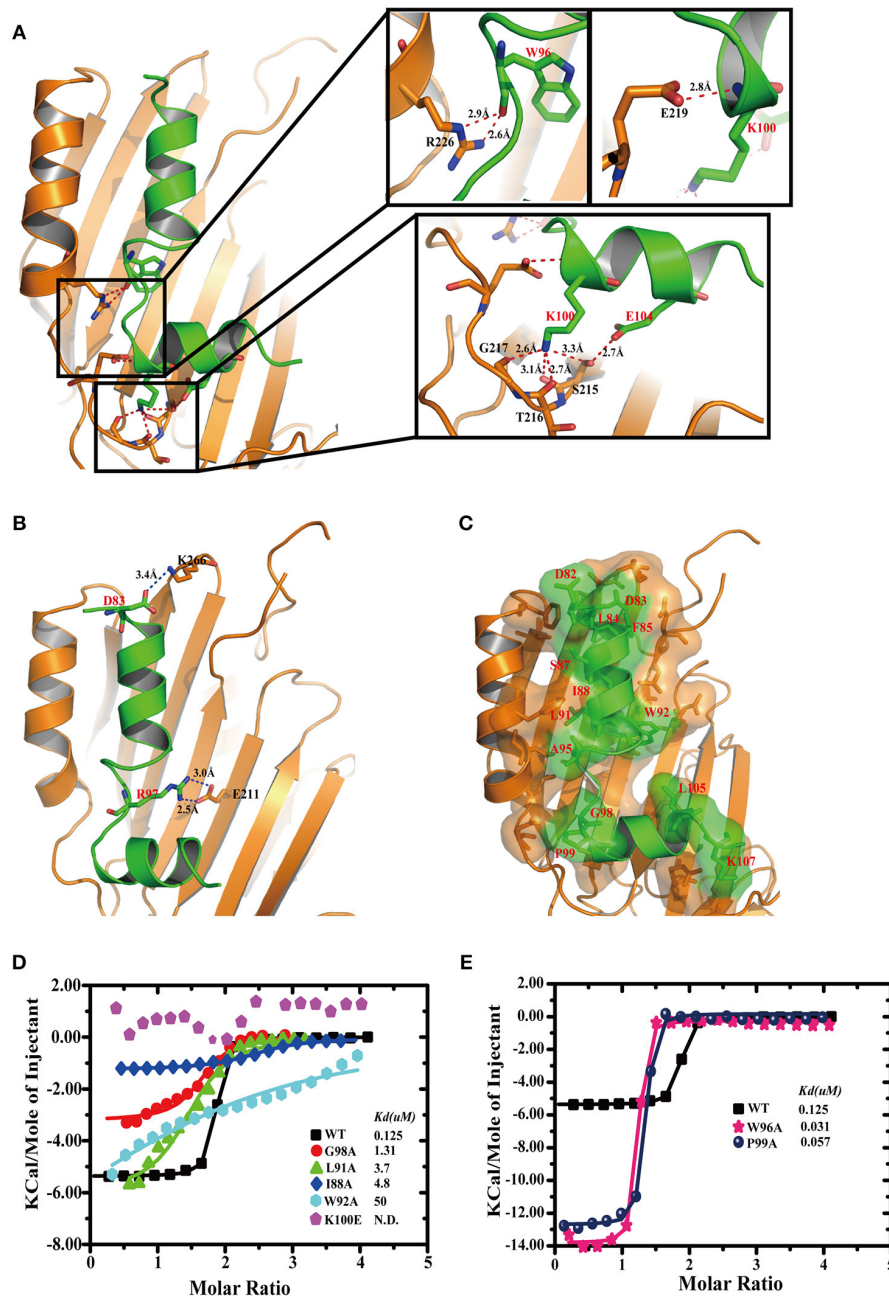 A
W96
2.9Å
R226
2.6Å
2.8Å
E219
K100
K100
E104
G217
2.6Å
3.3Å
2.7Å
3.1Å
2.7Å
S215
T216
B
3.4Å
K266
D83
R97
3.0Å
E211
2.5Å
C
D82
D83
L84
F85
S87
I88
L91
W92
A95
L105
G98
P99
K107
D
2.00
0.00
-2.00
-4.00
-6.00
-8.00
KCal/Mole of Injectant
Kd(uM)
WT 0.125
G98A 1.31
L91A 3.7
I88A 4.8
W92A 50
K100E N.D.
0 1 2 3 4 5
Molar Ratio
E
2.00
0.00
-2.00
-4.00
-6.00
-8.00
-10.00
-12.00
-14.00
KCal/Mole of Injectant
Kd(uM)
WT 0.125
W96A 0.031
P99A 0.057
0 1 2 3 4 5
Molar Ratio